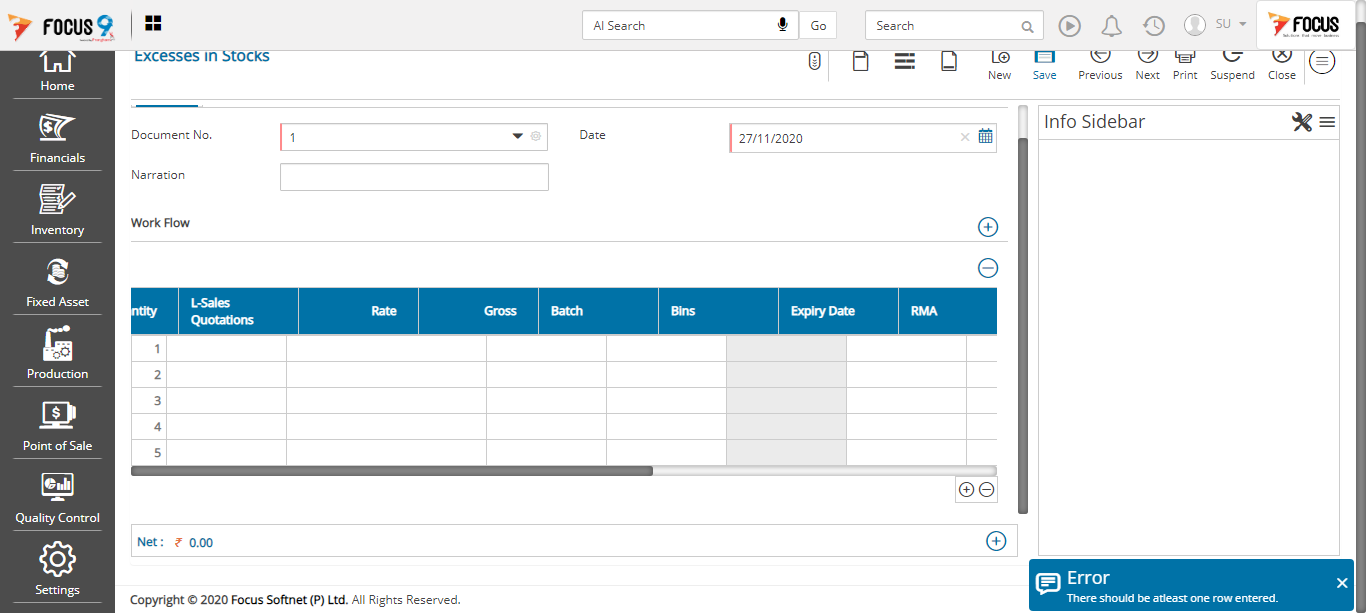 FOCUS 9
AI Search
Go
Search
SU
FOCUS
Excesses in Stocks
New
Save
Previous
Next
Print
Suspend
Close
Home
Financials
Inventory
Fixed Asset
Production
Point of Sale
Quality Control
Settings
Document No.
1
Date
27/11/2020
Narration
Work Flow
ntity
L-Sales
Quotations
Rate
Gross
Batch
Bins
Expiry Date
RMA
1
2
3
4
5
Net : ₹ 0.00
Info Sidebar
Error
There should be atleast one row entered.
Copyright © 2020 Focus Softnet (P) Ltd. All Rights Reserved.